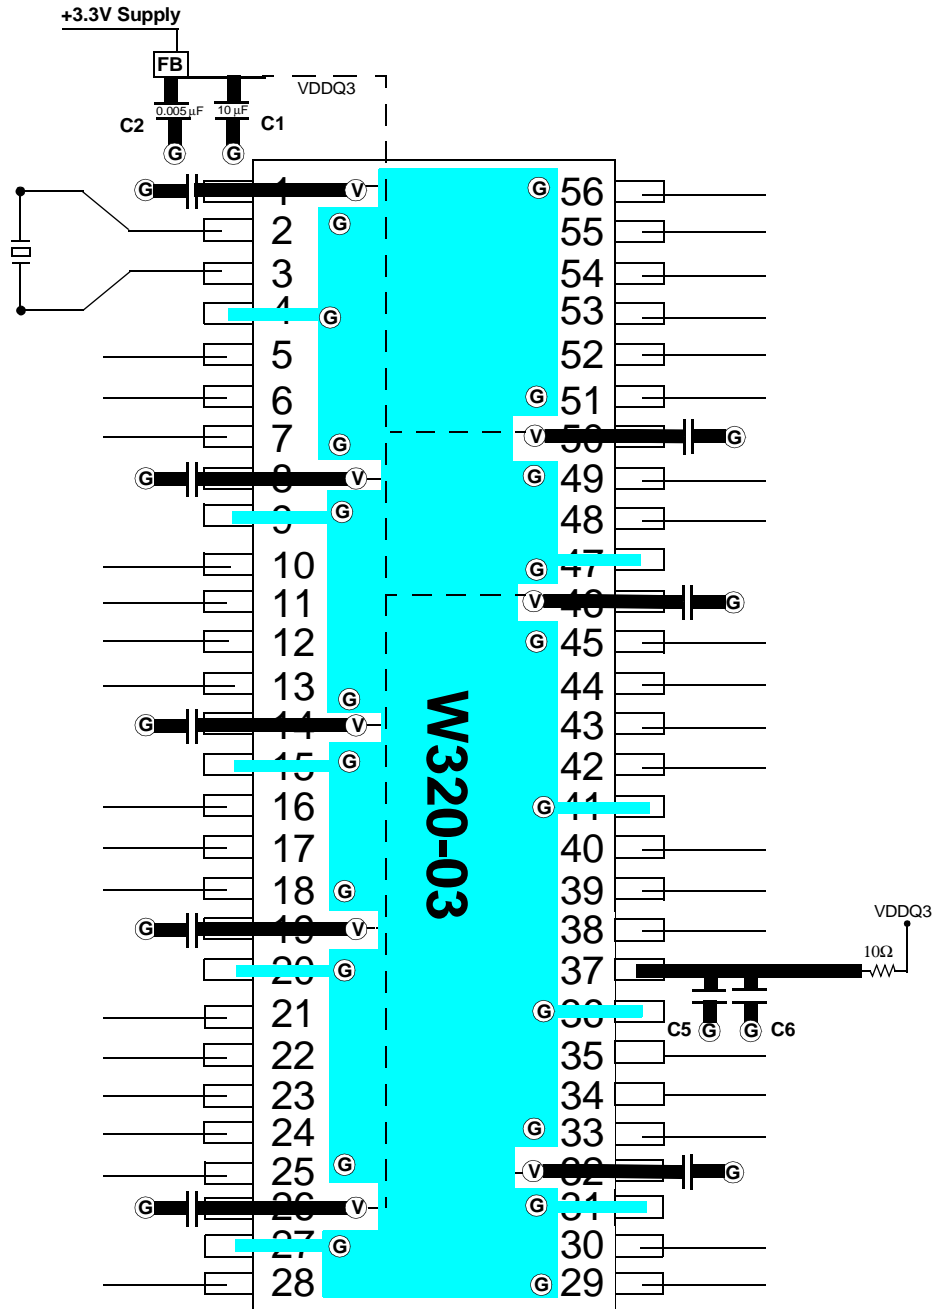 +3.3V Supply
FB
VDDQ3
0.005 µF
10 µF
C2
C1
G
G
G
1
V
G
56
2
G
55
3
54
4
G
53
5
52
6
G
51
7
G
V
50
G
G
8
V
G
49
9
G
48
10
G
47
11
V
46
G
12
G
45
13
G
44
G
14
V
43
15
G
42
W320-03
16
G
41
17
40
18
G
39
G
19
V
38
VDDQ3
10Ω
20
G
37
21
G
36
C5
G
G
C6
22
35
23
34
24
G
33
25
G
V
32
G
G
26
V
G
31
27
G
30
28
G
29